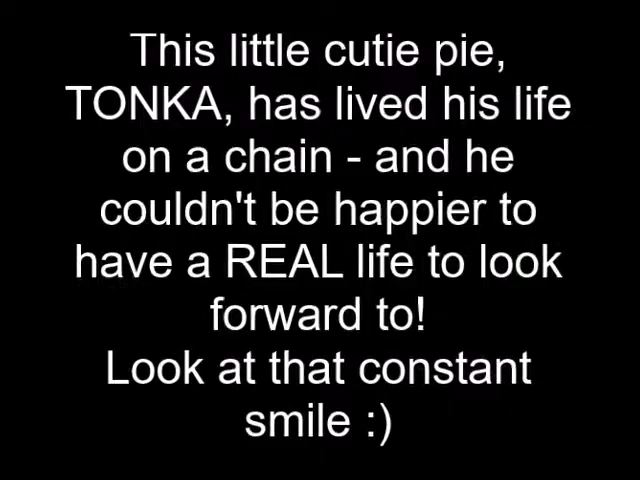 This little cutie pie,
TONKA, has lived his life
on a chain - and he
couldn't be happier to
have a REAL life to look
forward to!
Look at that constant
smile :)